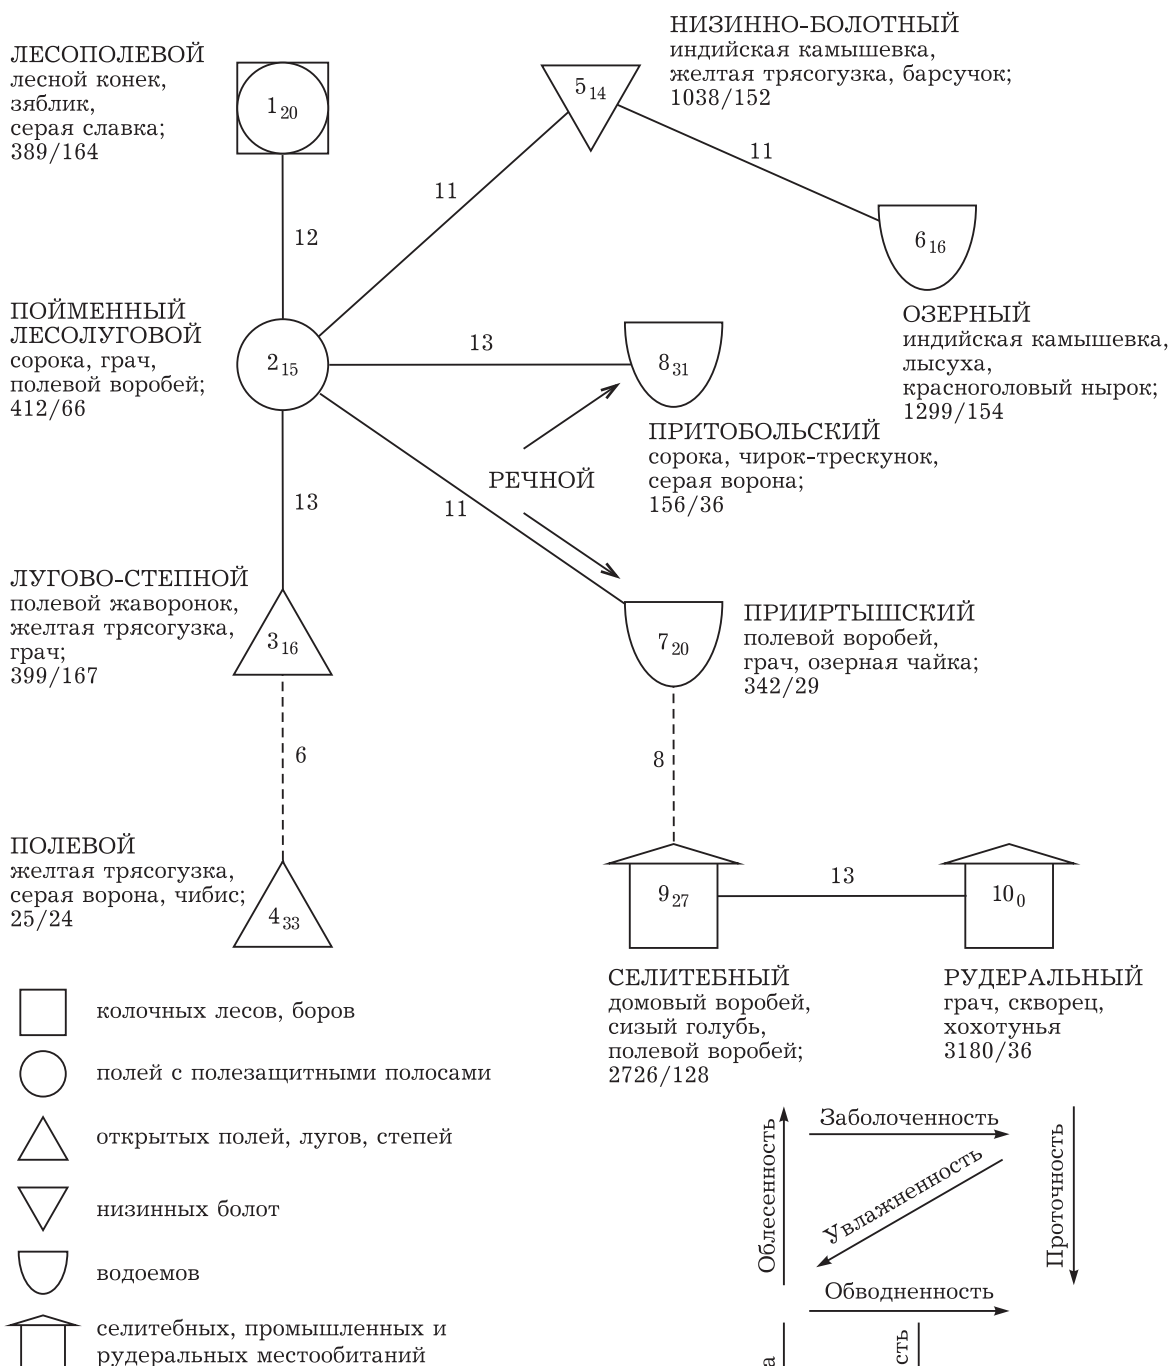 НИЗИННО-БОЛОТНЫЙ
индийская камышевка,
желтая трясогузка, барсучок;
1038/152
5 14
ЛЕСОПОЛЕВОЙ
лесной конек,
зяблик,
серая славка;
389/164
1 20
11
11
12
6 16
ОЗЕРНЫЙ
индийская камышевка,
лысуха,
красноголовый нырок;
1299/154
ПОЙМЕННЫЙ
ЛЕСОЛУГОВОЙ
сорока, грач,
полевой воробей;
412/66
2 15
13
8 31
ПРИТОБОЛЬСКИЙ
сорока, чирок-трескунок,
серая ворона;
156/36
РЕЧНОЙ
13
11
ЛУГОВО-СТЕПНОЙ
полевой жаворонок,
желтая трясогузка,
грач;
399/167
3 16
7 20
ПРИИРТЫШСКИЙ
полевой воробей,
грач, озерная чайка;
342/29
6
8
ПОЛЕВОЙ
желтая трясогузка,
серая ворона, чибис;
25/24
4 33
9 27
13
10 0
СЕЛИТЕБНЫЙ
домовый воробей,
сизый голубь,
полевой воробей;
2726/128
РУДЕРАЛЬНЫЙ
грач, скворец,
хохотунья
3180/36
колочных лесов, боров
полей с полезащитными полосами
открытых полей, лугов, степей
низинных болот
водоемов
селитебных, промышленных и
рудеральных местообитаний
Облесенность
Заболоченность
Увлажненность
Проточность
Обводненность